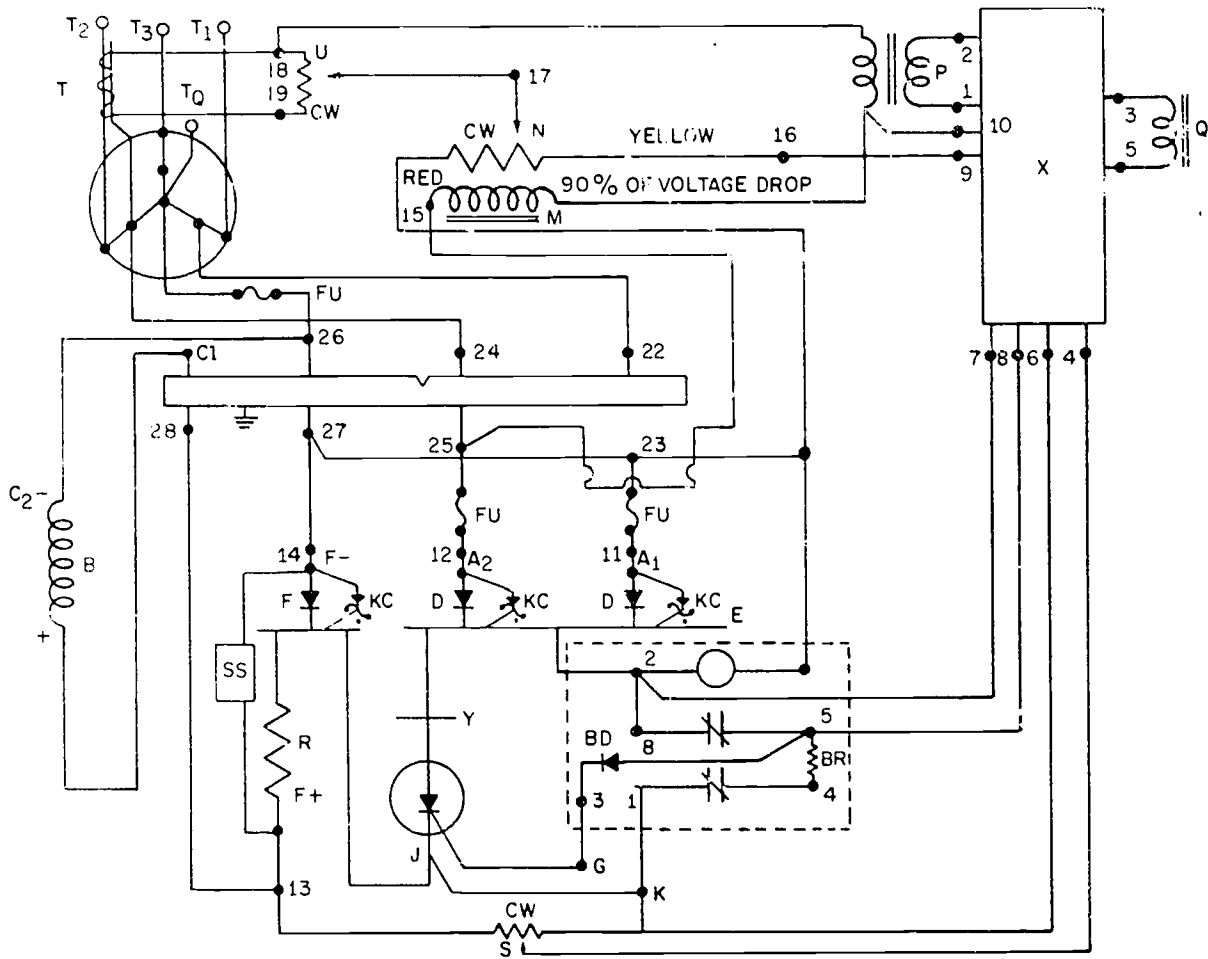 T2 T3 T1
U
2
18
P
17
T
19
1
3
TQ
CW
CW N
YELLOW
16
10
Q
X
5
9
RED
90% OF VOLTAGE DROP
15
M
FU
26
C1
24
22
7 8 6 4
28
27
25
23
C2-
FU
FU
14 F-
12 A2
11 A1
B
F
KC
D
KC
D
KC
E
+
2
SS
Y
5
BD
8
R
BR
F+
3
1
4
J
G
13
K
CW
S